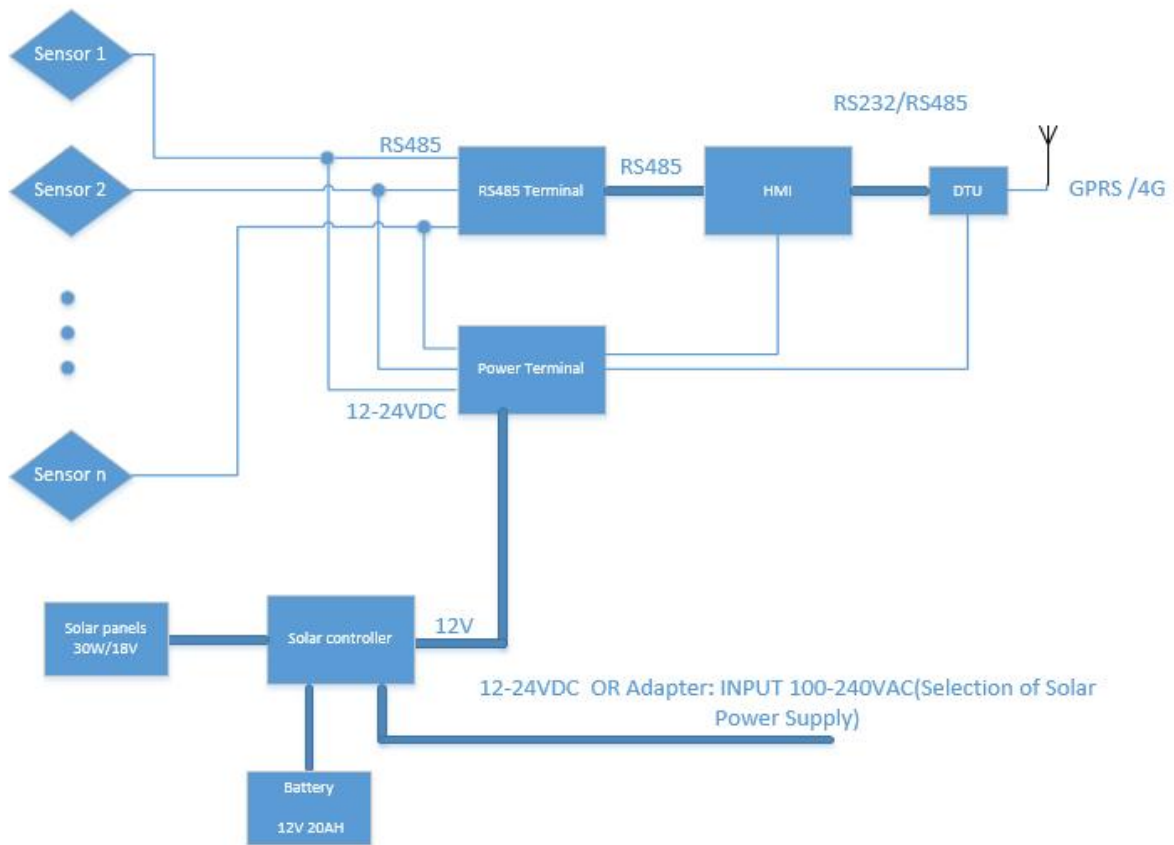 Sensor 1
RS232/RS485
RS485
Sensor 2
RS485 Terminal
RS485
HMI
DTU
GPRS /4G
Power Terminal
12-24VDC
Sensor n
Solar panels
30W/18V
Solar controller
12V
12-24VDC OR Adapter: INPUT 100-240VAC(Selection of Solar
Power Supply)
Battery
12V 20AH